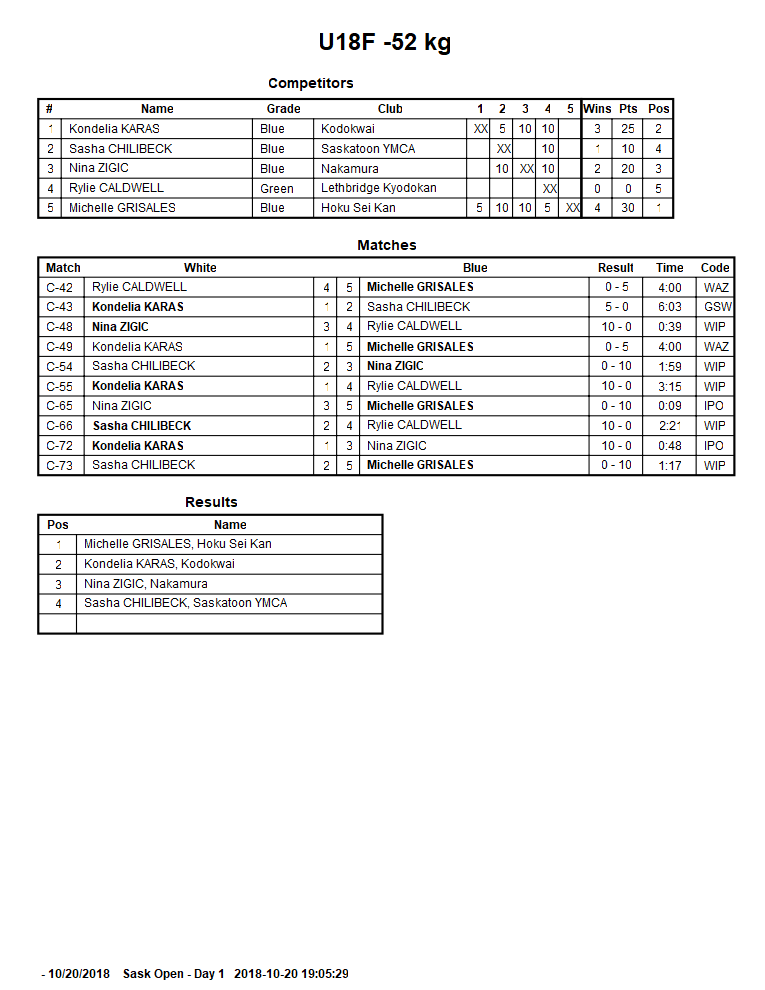 U18F -52 kg
Competitors
# Name Grade Club 1 2 3 4 5 Wins Pts Pos
1 Kondelia KARAS Blue Kodokwai XX 5 10 10 3 25 2
2 Sasha CHILIBECK Blue Saskatoon YMCA XX 10 1 10 4
3 Nina ZIGIC Blue Nakamura 10 XX 10 2 20 3
4 Rylie CALDWELL Green Lethbridge Kyodokan XX 0 0 5
5 Michelle GRISALES Blue Hoku Sei Kan 5 10 10 5 XX 4 30 1
Matches
Match White Blue Result Time Code
C-42 Rylie CALDWELL 4 5 Michelle GRISALES 0 - 5 4:00 WAZ
C-43 Kondelia KARAS 1 2 Sasha CHILIBECK 5 - 0 6:03 GSW
C-48 Nina ZIGIC 3 4 Rylie CALDWELL 10 - 0 0:39 WIP
C-49 Kondelia KARAS 1 5 Michelle GRISALES 0 - 5 4:00 WAZ
C-54 Sasha CHILIBECK 2 3 Nina ZIGIC 0 - 10 1:59 WIP
C-55 Kondelia KARAS 1 4 Rylie CALDWELL 10 - 0 3:15 WIP
C-65 Nina ZIGIC 3 5 Michelle GRISALES 0 - 10 0:09 IPO
C-66 Sasha CHILIBECK 2 4 Rylie CALDWELL 10 - 0 2:21 WIP
C-72 Kondelia KARAS 1 3 Nina ZIGIC 10 - 0 0:48 IPO
C-73 Sasha CHILIBECK 2 5 Michelle GRISALES 0 - 10 1:17 WIP
Results
Pos Name
1 Michelle GRISALES, Hoku Sei Kan
2 Kondelia KARAS, Kodokwai
3 Nina ZIGIC, Nakamura
4 Sasha CHILIBECK, Saskatoon YMCA
- 10/20/2018 Sask Open - Day 1 2018-10-20 19:05:29